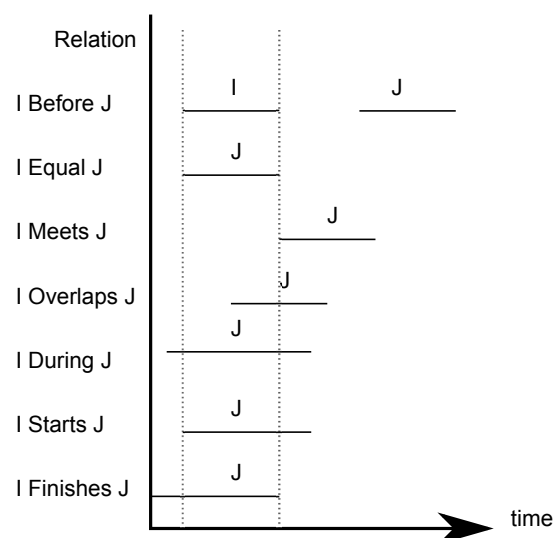 Relation
I Before J I J
I Equal J J
I Meets J J
I Overlaps J J
I During J J
I Starts J J
I Finishes J J
time